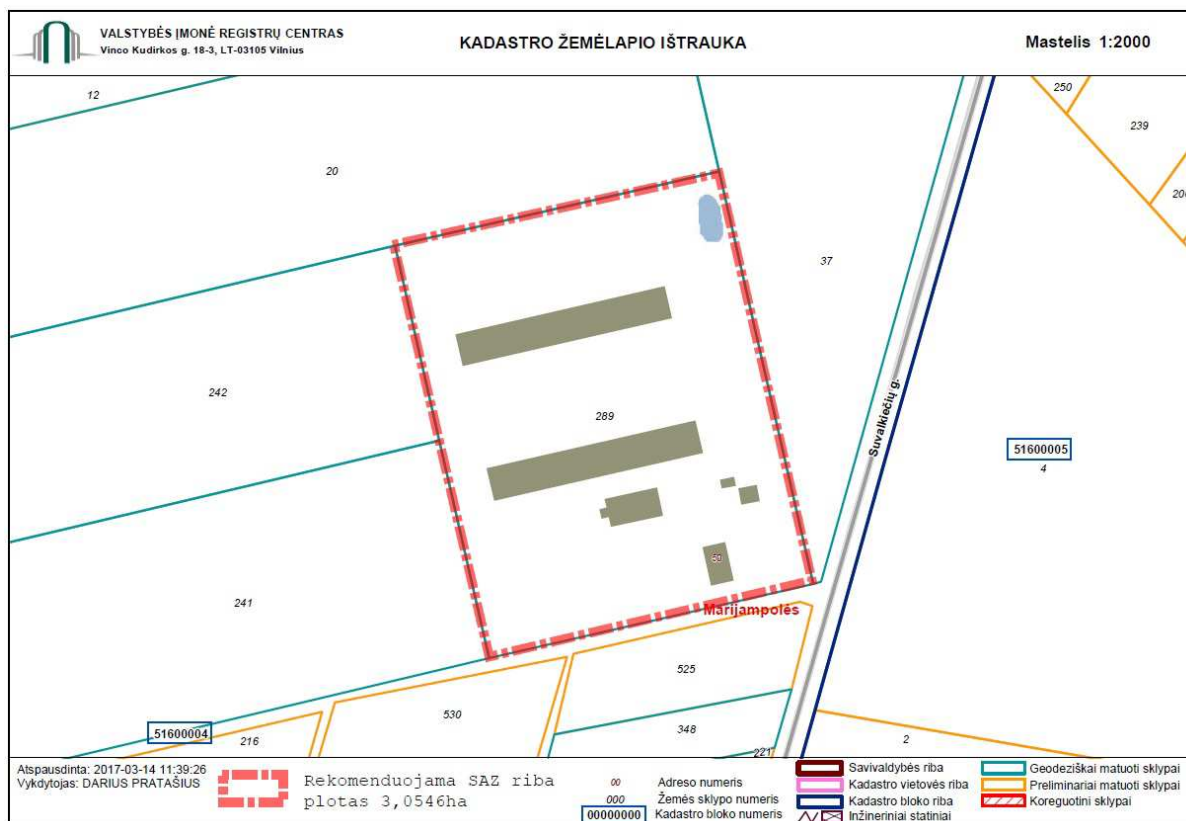 VALSTYBĖS ĮMONĖ REGISTRŲ CENTRAS
Vinco Kudirkos g. 18-3, LT-03105 Vilnius
KADASTRO ŽEMĖLAPIO IŠTRAUKA
Mastelis 1:2000
12
250
239
20
37
242
289
Suvalkiečių g.
51600005
4
50
241
Marijampolės
525
530
348
51600004
216
221
2
Atspausdinta: 2017-03-14 11:39:26
Vykdytojas: DARIUS PRATAŠIUS
Rekomenduojama SAZ riba
plotas 3,0546ha
00 Adreso numeris
000 Žemės sklypo numeris
00000000 Kadastro bloko numeris
Savivaldybės riba
Kadastro vietovės riba
Kadastro bloko riba
Inžineriniai statiniai
Geodeziškai matuoti sklypai
Preliminariai matuoti sklypai
Koreguotini sklypai